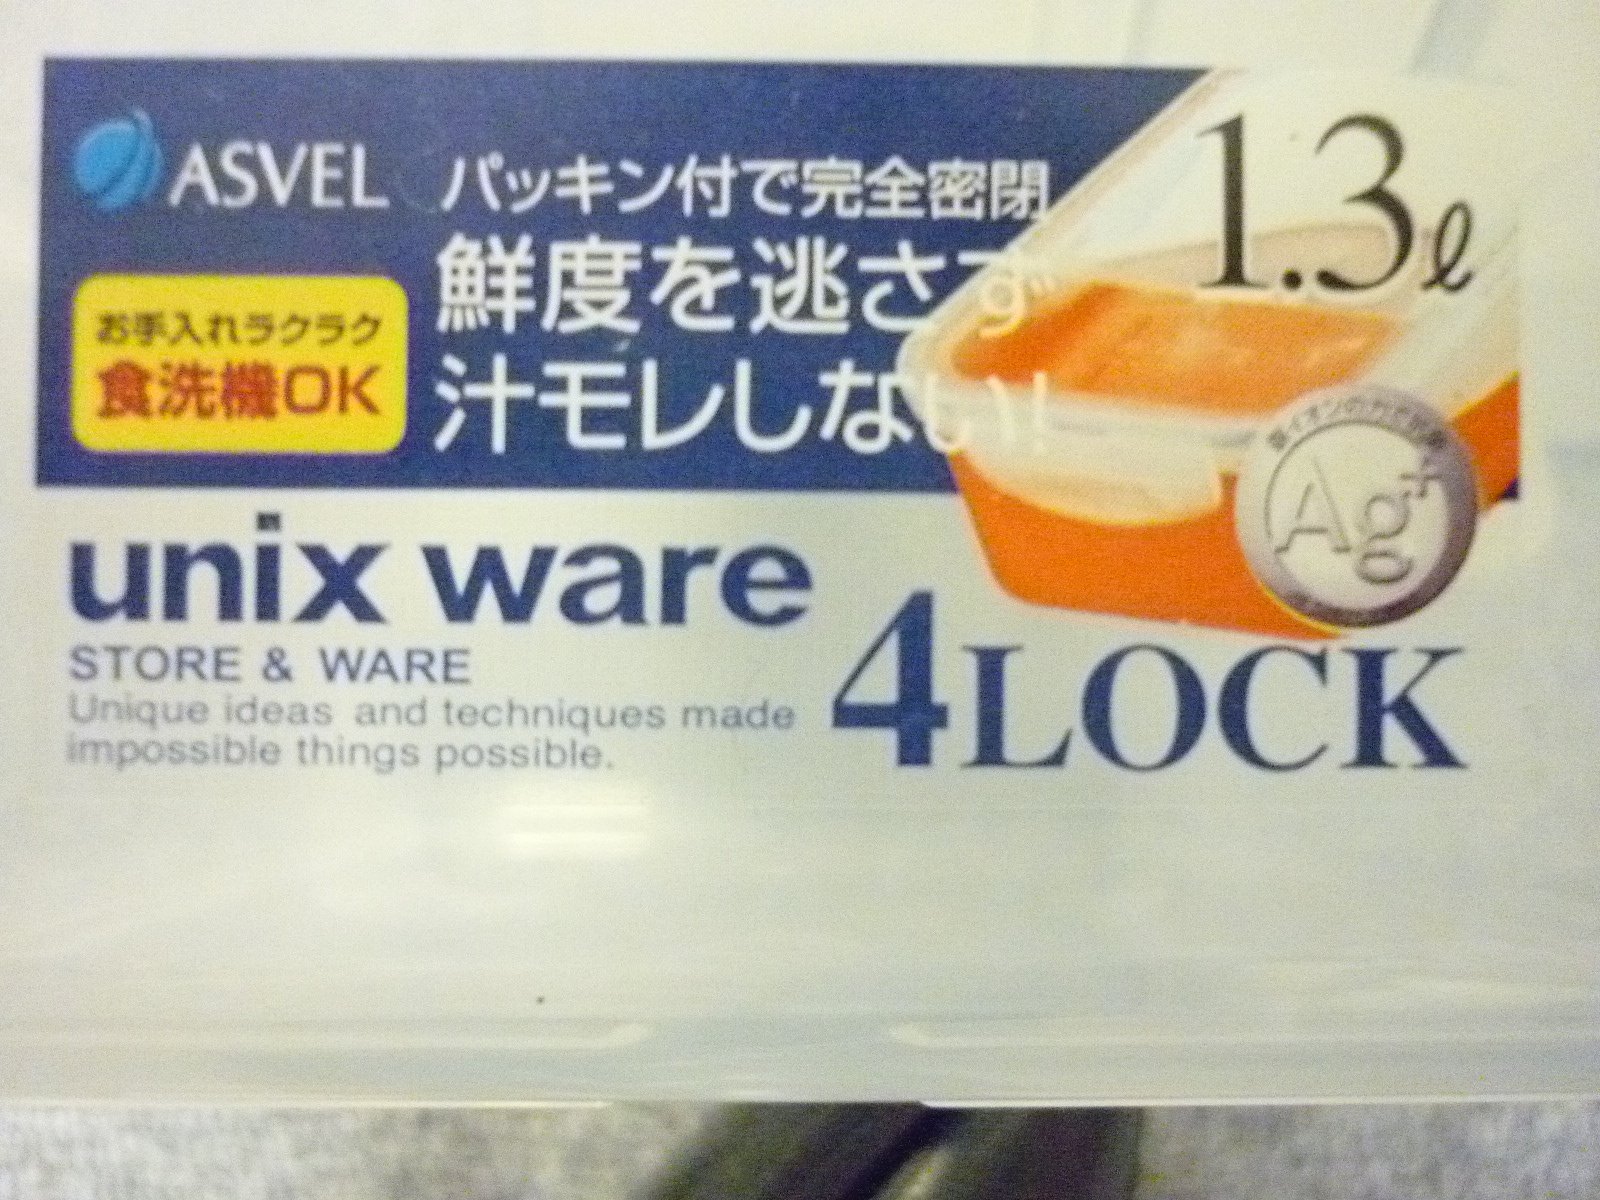 ASVEL
パッキン付で完全密閉
鮮度を逃さず
汁モレしない!
お手入れラクラク
食洗機OK
1.3ℓ
Ag+
unix ware
STORE & WARE
Unique ideas and techniques made
impossible things possible.
4LOCK